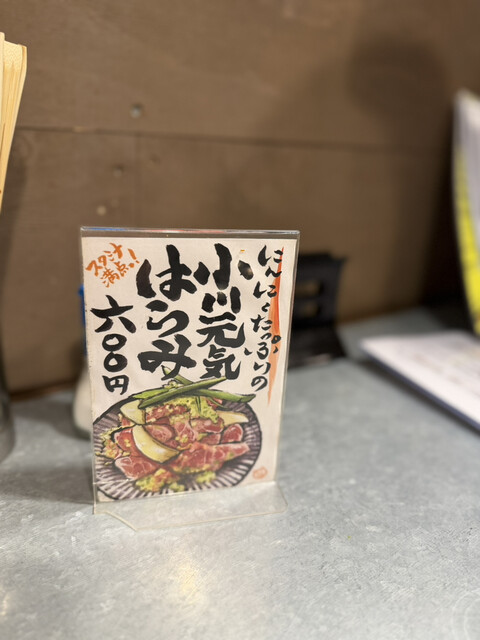 にんにくたっぷりの
小川元気
はらみ
六〇〇円
スタミナ
満点!